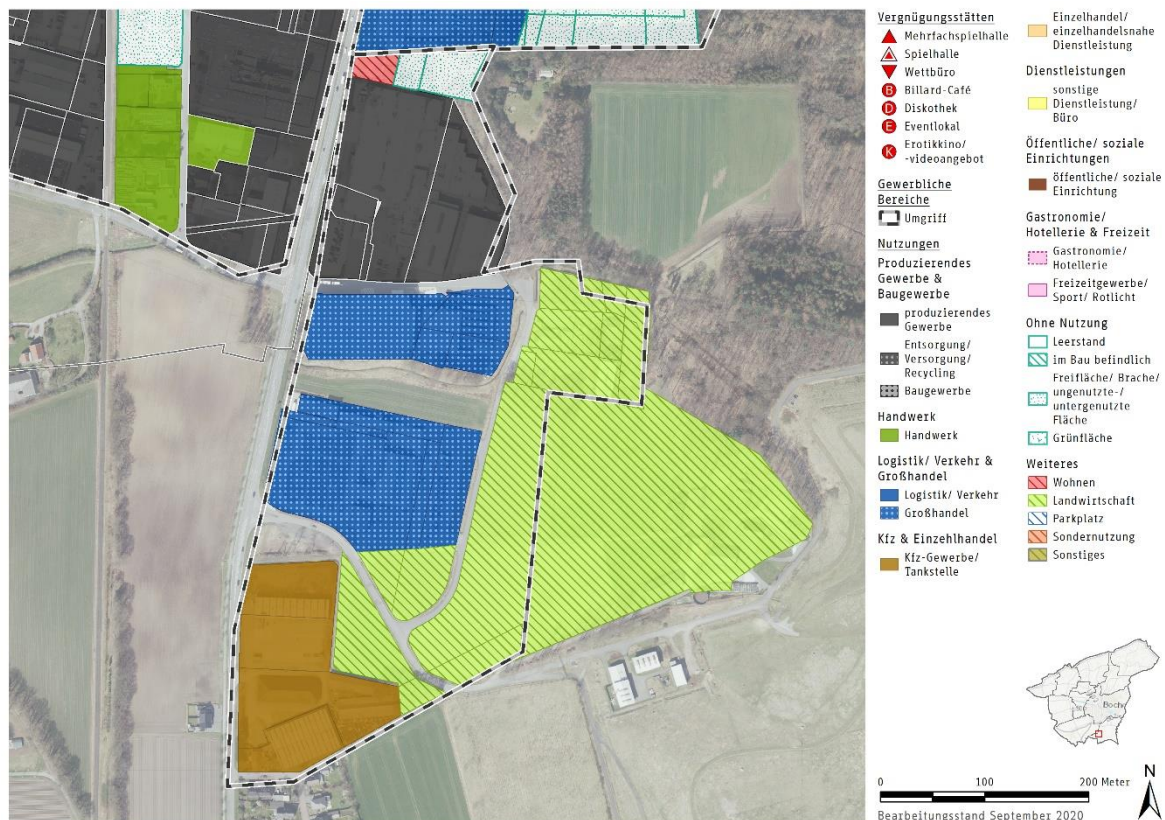 Vergnügungsstätten
Mehrfachspielhalle
Spielhalle
Wettbüro
B Billard-Café
D Diskothek
E Eventlokal
K Erotikkino/
-videoangebot
Gewerbliche
Bereiche
Umgriff
Nutzungen
Produzierendes
Gewerbe &
Baugewerbe
produzierendes
Gewerbe
Entsorgung/
Versorgung/
Recycling
Baugewerbe
Handwerk
Handwerk
Logistik/ Verkehr &
Großhandel
Logistik/ Verkehr
Großhandel
Kfz & Einzehlhandel
Kfz-Gewerbe/
Tankstelle
Einzelhandel/
einzelhandelsnahe
Dienstleistung
Dienstleistungen
sonstige
Dienstleistung/
Büro
Öffentliche/ soziale
Einrichtungen
öffentliche/ soziale
Einrichtung
Gastronomie/
Hotellerie & Freizeit
Gastronomie/
Hotellerie
Freizeitgewerbe/
Sport/ Rotlicht
Ohne Nutzung
Leerstand
im Bau befindlich
Freifläche/ Brache/
ungenutzte-/
untergenutzte
Fläche
Grünfläche
Weiteres
Wohnen
Landwirtschaft
Parkplatz
Sondernutzung
Sonstiges
Boch
N
0 100 200 Meter
Bearbeitungsstand September 2020